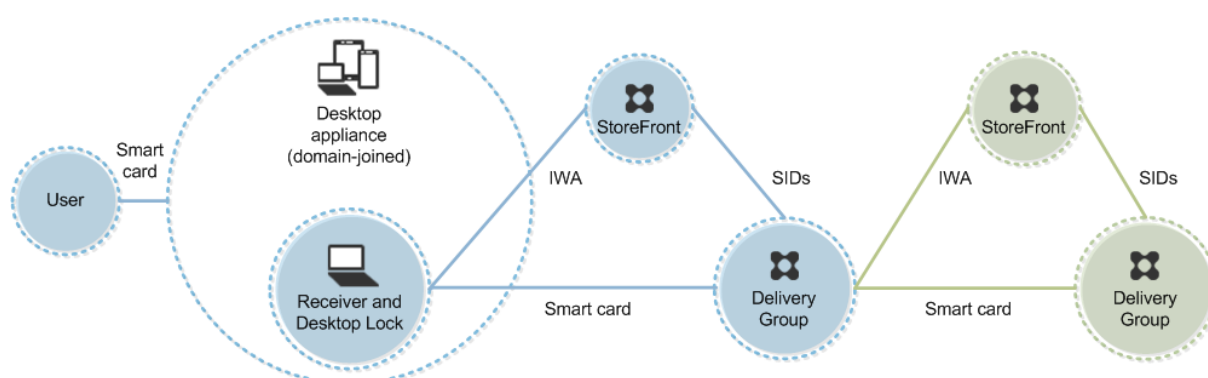 User
Smart
card
Desktop
appliance
(domain-joined)
Receiver and
Desktop Lock
IWA
StoreFront
SIDs
Smart card
Delivery
Group
IWA
StoreFront
SIDs
Smart card
Delivery
Group